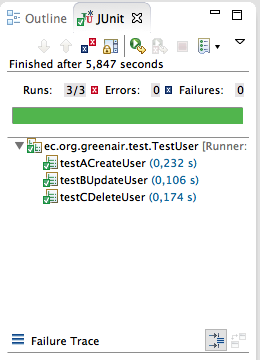 Outline JUnit
Finished after 5,847 seconds
Runs: 3/3 Errors: 0 Failures: 0
ec.org.greenair.test.TestUser [Runner:
testACreateUser (0,232 s)
testBUpdateUser (0,106 s)
testCDeleteUser (0,174 s)
Failure Trace